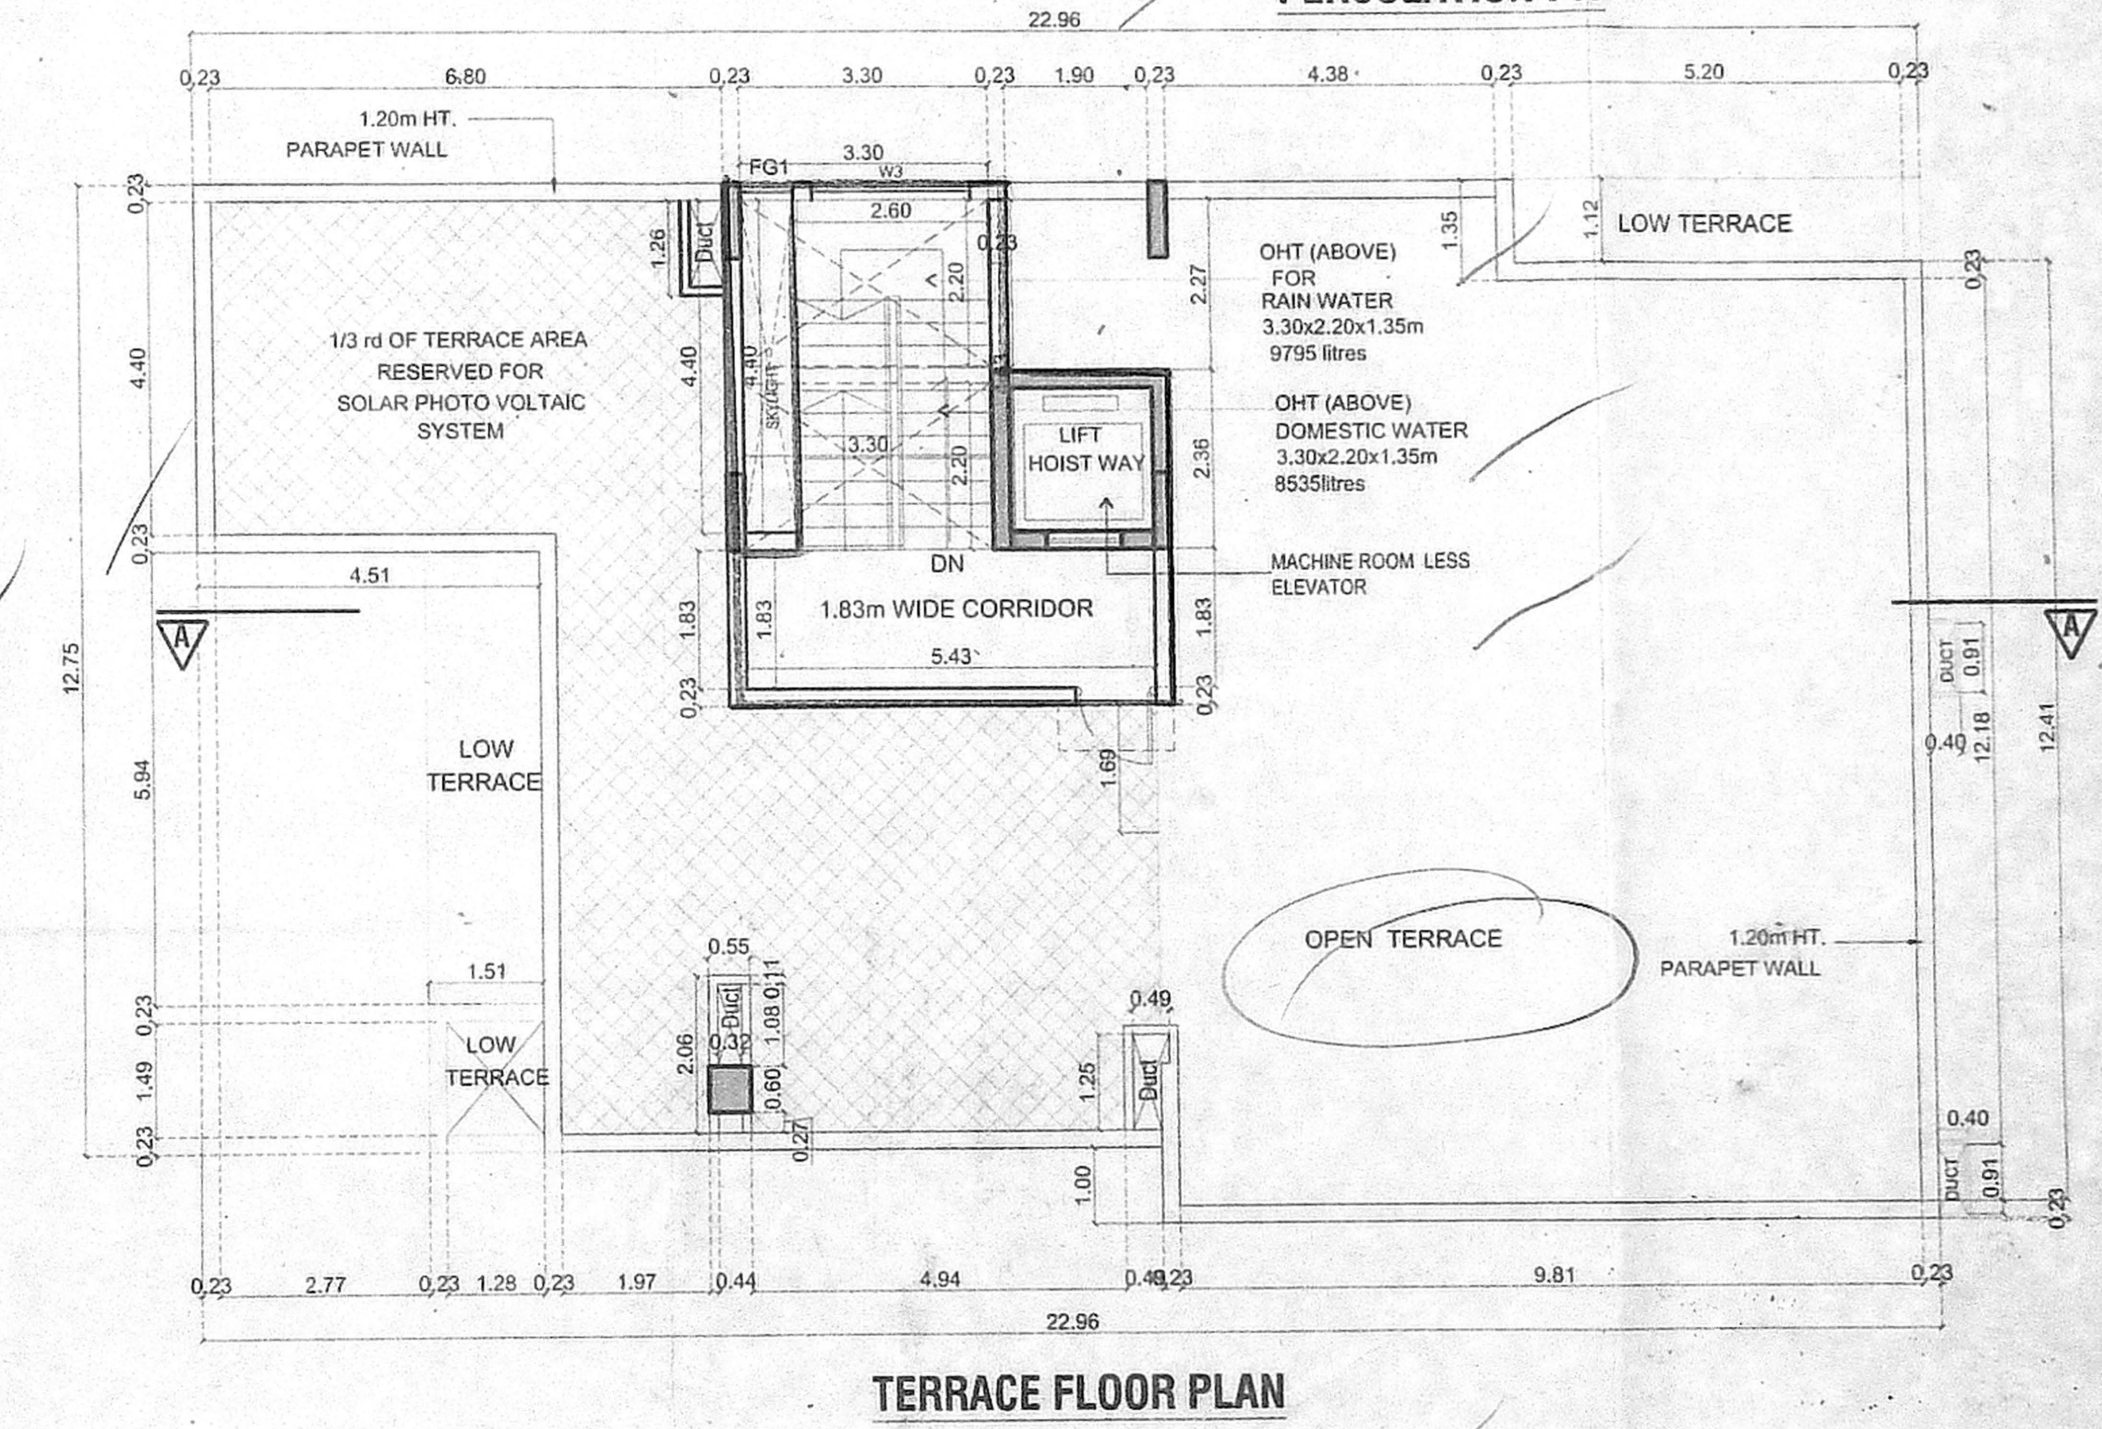 22.96
0.23 6.80 0.23 3.30 0.23 1.90 0.23 4.38 0.23 5.20 0.23
1.20m HT.
PARAPET WALL
3.30
FG1
W3
2.60
0.23
0.23
1.26
Duct
2.20
0.23
2.27
1.35
1.12
LOW TERRACE
OHT (ABOVE)
FOR
RAIN WATER
3.30x2.20x1.35m
9795 litres
1/3 rd OF TERRACE AREA
RESERVED FOR
SOLAR PHOTO VOLTAIC
SYSTEM
4.40
4.40
4.40
SKYLIGHT
3.30
2.20
LIFT
HOIST WAY
2.36
OHT (ABOVE)
DOMESTIC WATER
3.30x2.20x1.35m
8535litres
0.23
4.51
DN
MACHINE ROOM LESS
ELEVATOR
A
1.83
1.83
1.83m WIDE CORRIDOR
1.83
5.43
A
DUCT
0.91
12.75
0.23
0.23
12.18
12.41
0.40
LOW
TERRACE
5.94
1.69
OPEN TERRACE
1.20m HT.
PARAPET WALL
1.51
0.55
Duct
0.11
1.08
0.32
2.06
0.60
0.27
0.49
1.25
Duct
0.23
LOW
TERRACE
1.49
0.23
1.00
0.40
DUCT
0.91
0.23
0.23 2.77 0.23 1.28 0.23 1.97 0.44 4.94 0.49 0.23 9.81 0.23
22.96
TERRACE FLOOR PLAN